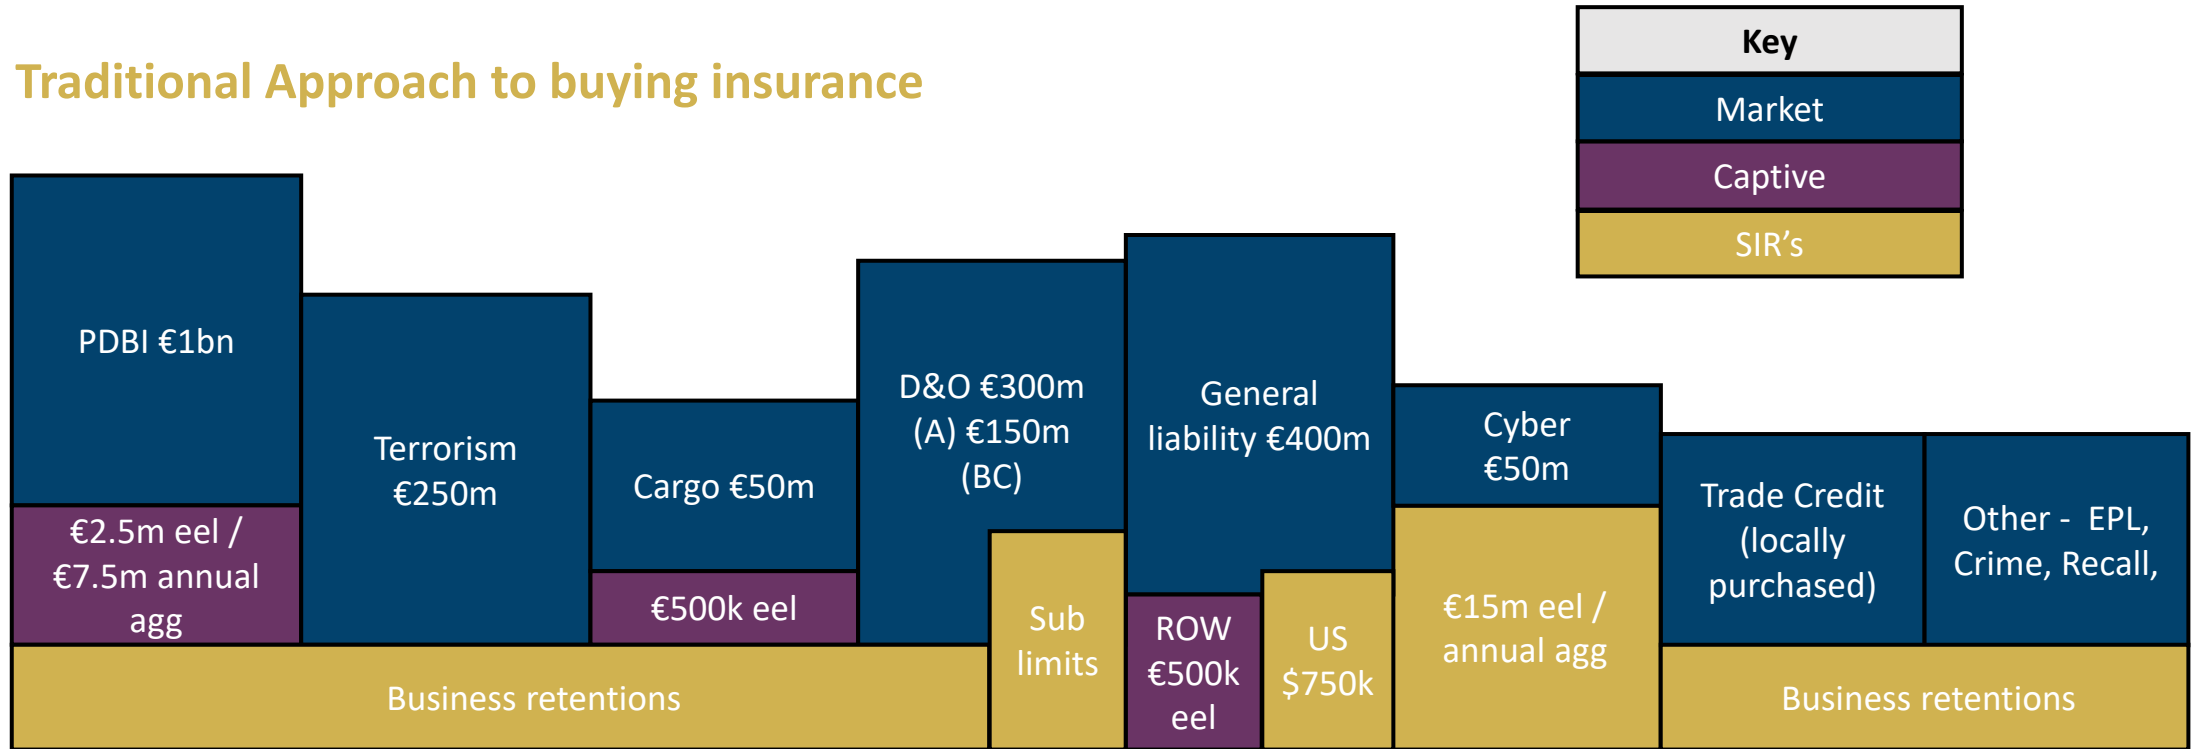 Traditional Approach to buying insurance
Key
Market
Captive
SIR's
PDBI €1bn
€2.5m eel /
€7.5m annual
agg
Terrorism
€250m
Cargo €50m
€500k eel
D&O €300m
(A) €150m
(BC)
Sub
limits
General
liability €400m
ROW
€500k
eel
US
$750k
Cyber
€50m
€15m eel /
annual agg
Trade Credit
(locally
purchased)
Other -  EPL,
Crime, Recall,
Business retentions
Business retentions